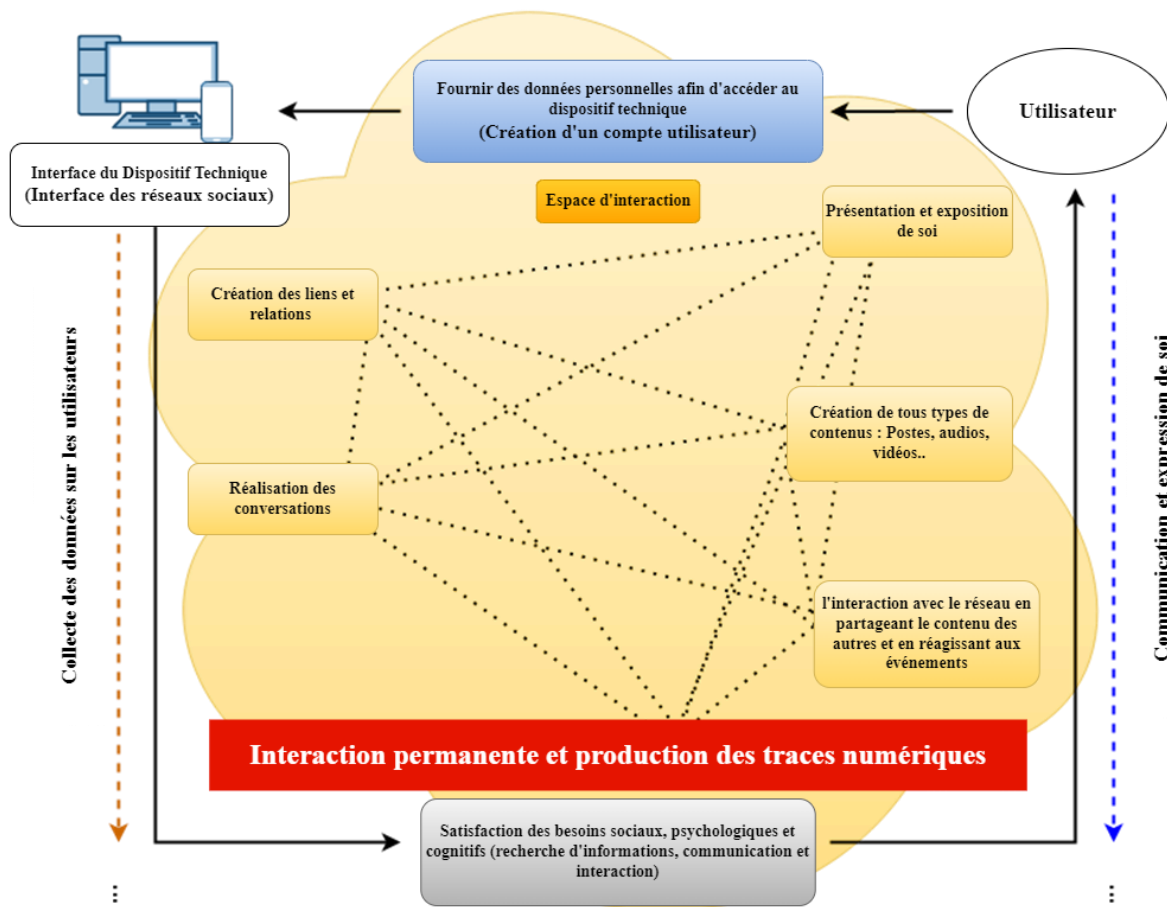 Fournir des données personnelles afin d'accéder au
dispositif technique
(Création d'un compte utilisateur)
Utilisateur
Interface du Dispositif Technique
(Interface des réseaux sociaux)
Espace d'interaction
Présentation et exposition
de soi
Création des liens et
relations
Création de tous types de
contenus : Postes, audios,
vidéos..
Réalisation des
conversations
l'interaction avec le réseau en
partageant le contenu des
autres et en réagissant aux
événements
Collecte des données sur les utilisateurs
Communication et expression de soi
Interaction permanente et production des traces numériques
Satisfaction des besoins sociaux, psychologiques et
cognitifs (recherche d'informations, communication et
interaction)
...
...